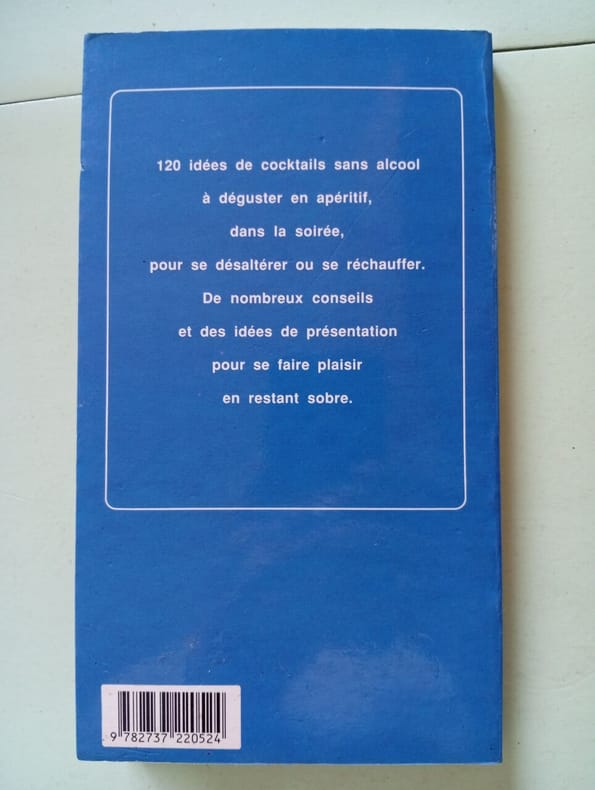 120 idées de cocktails sans alcool
à déguster en apéritif,
dans la soirée,
pour se désaltérer ou se réchauffer.
De nombreux conseils
et des idées de présentation
pour se faire plaisir
en restant sobre.
9 782737 220524